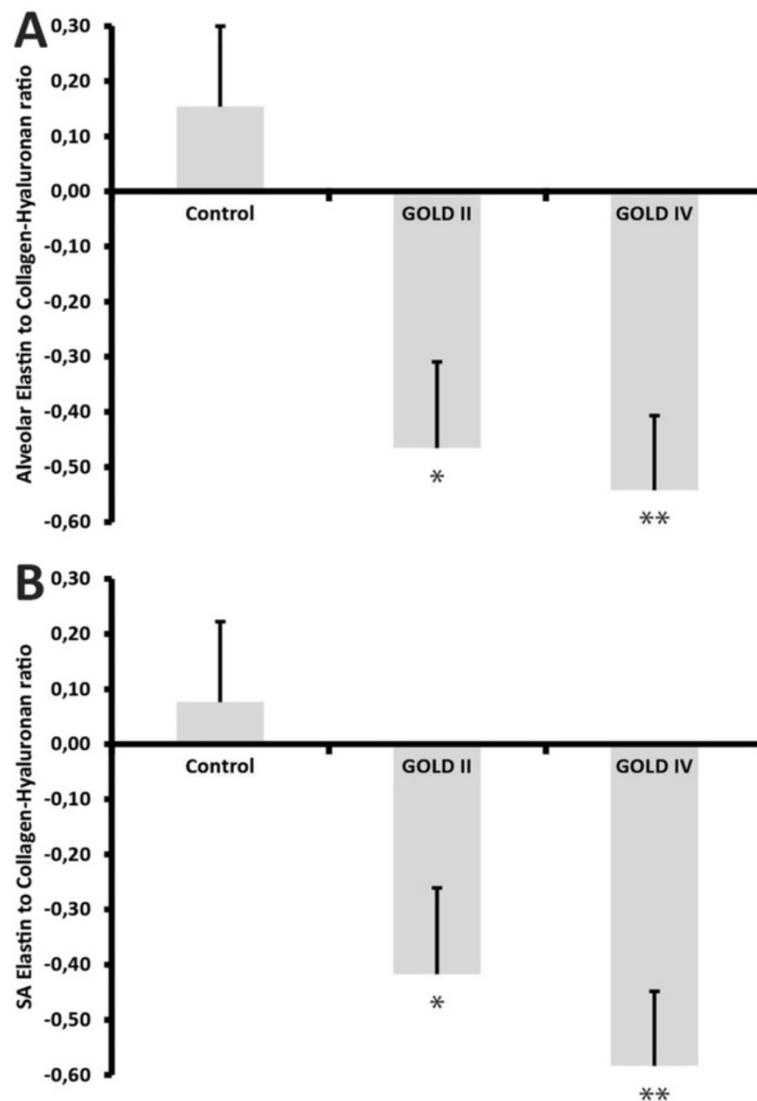 A
Alveolar Elastin to Collagen-Hyaluronan ratio
0,30
0,20
0,10
0,00
-0,10
-0,20
-0,30
-0,40
-0,50
-0,60
Control
GOLD II
GOLD IV
*
**
B
SA Elastin to Collagen-Hyaluronan ratio
0,30
0,20
0,10
0,00
-0,10
-0,20
-0,30
-0,40
-0,50
-0,60
Control
GOLD II
GOLD IV
*
**